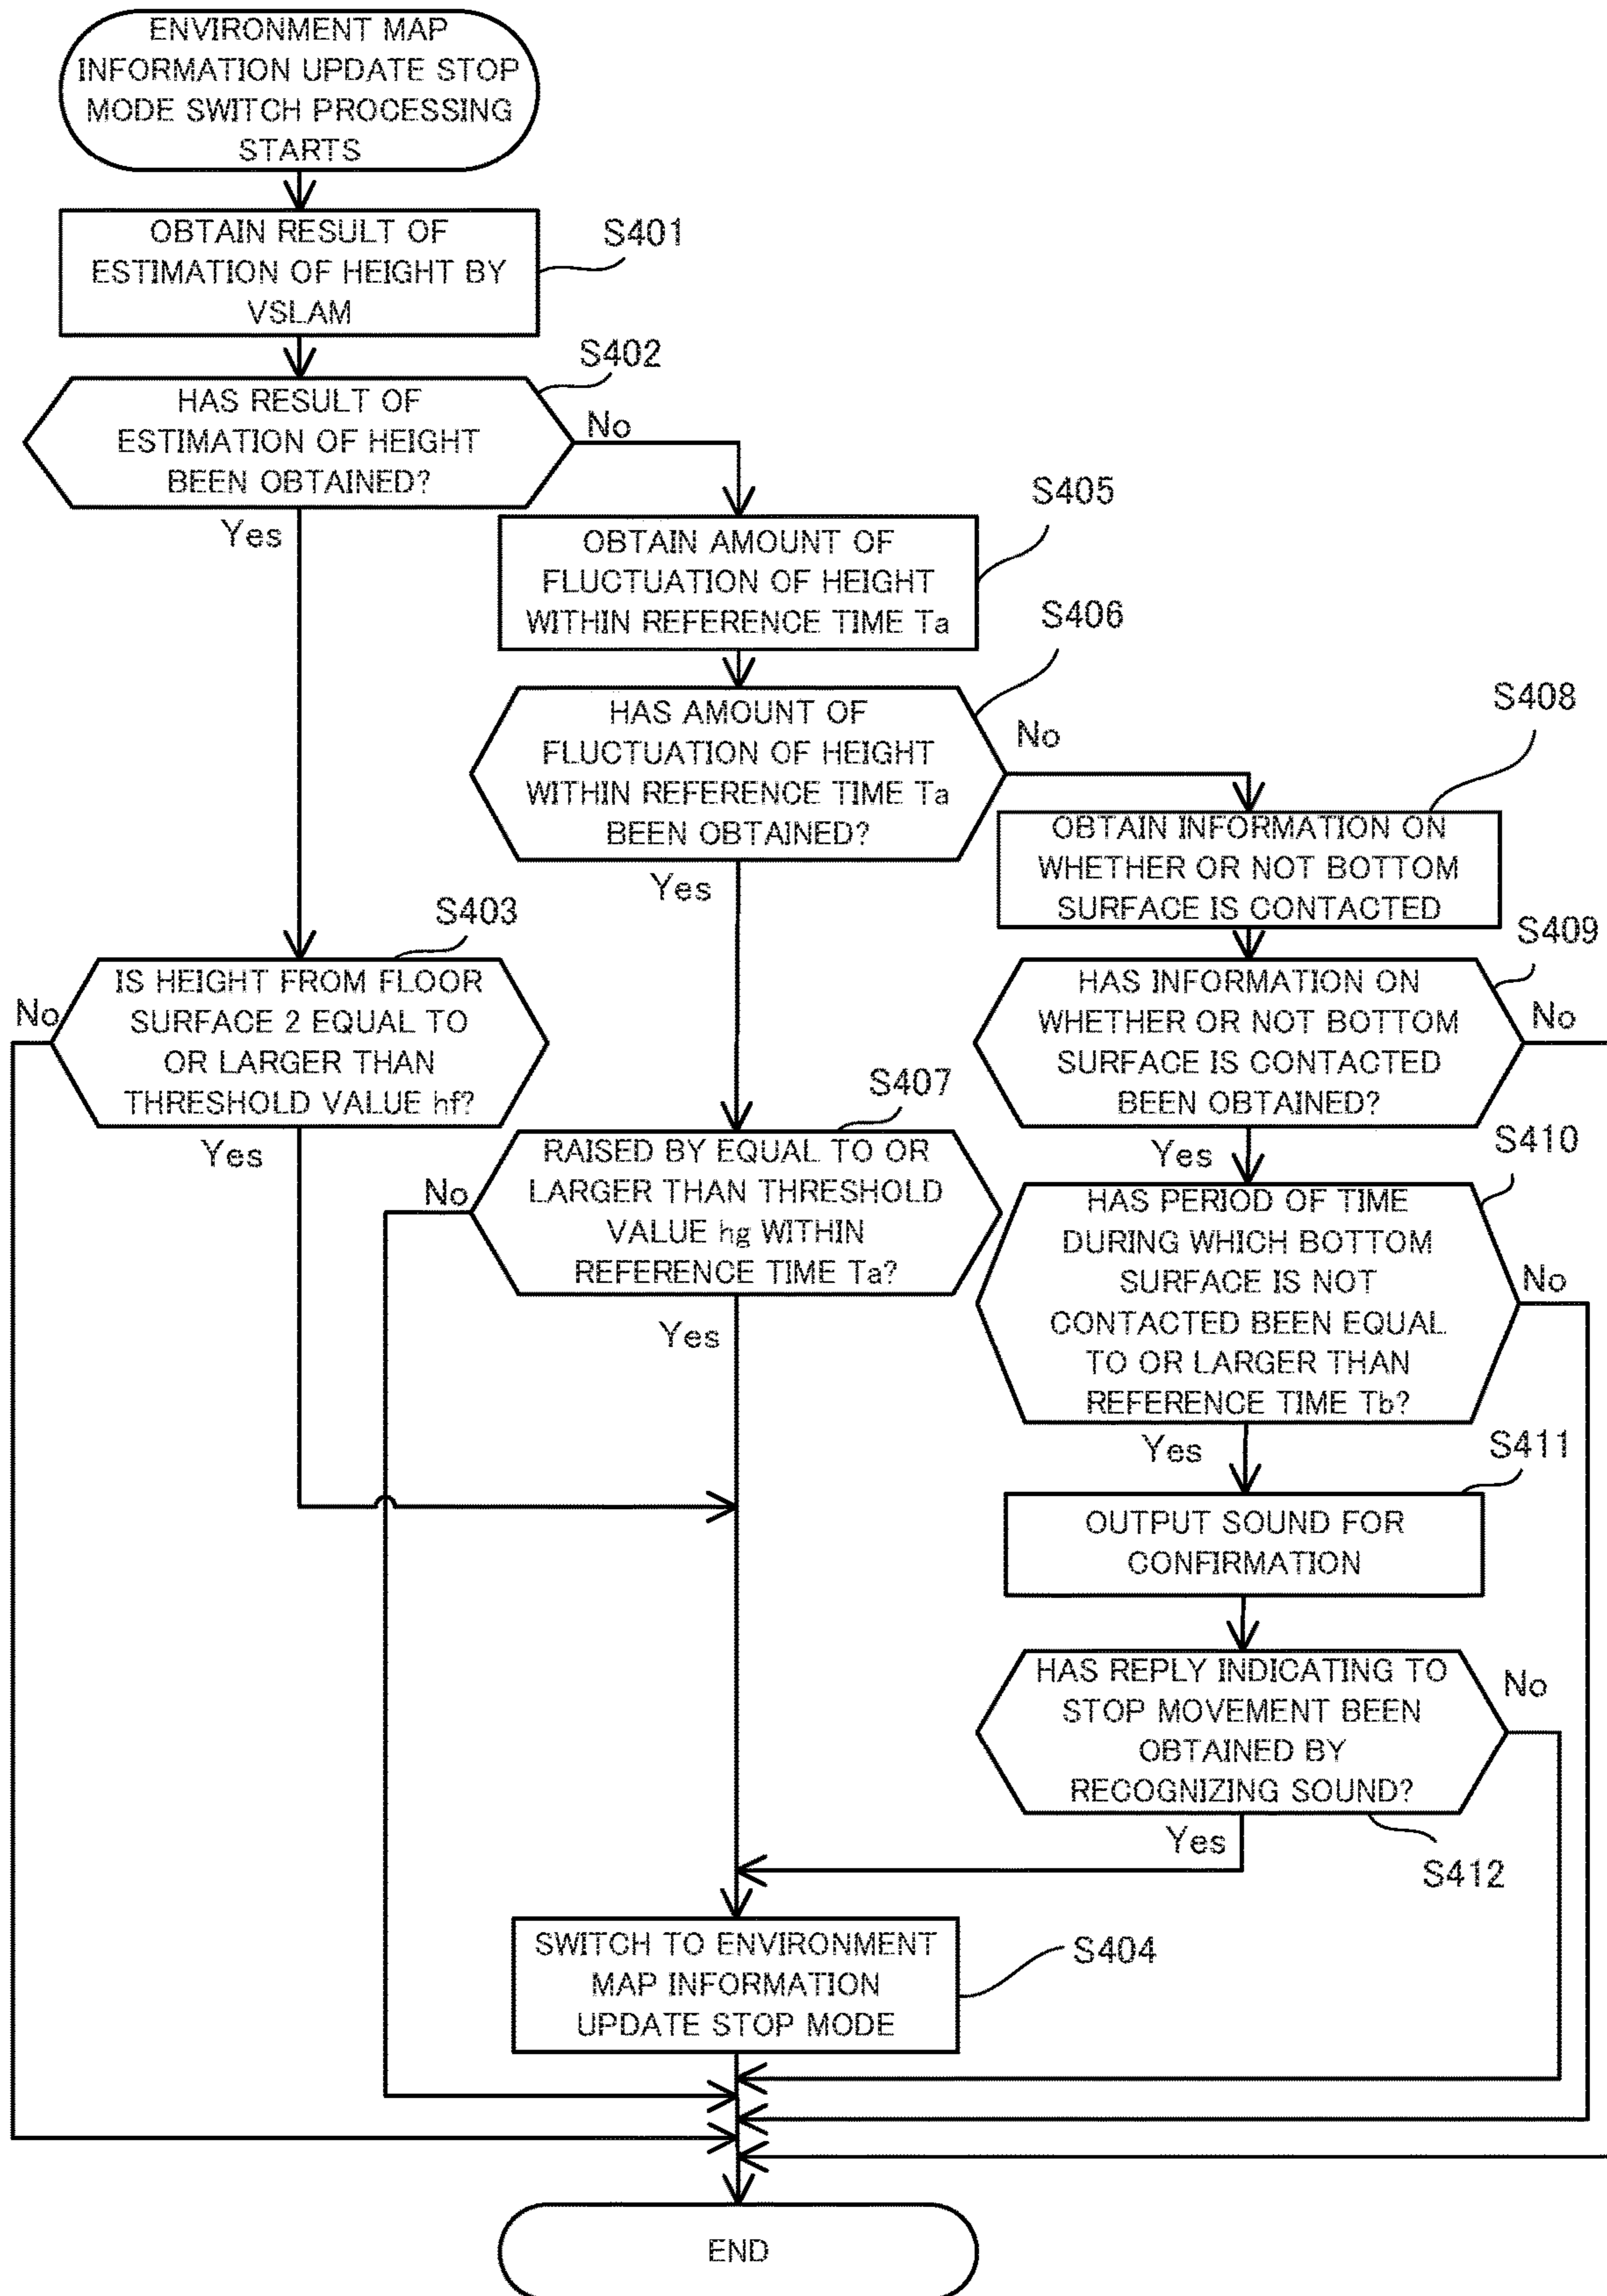 ENVIRONMENT MAP
INFORMATION UPDATE STOP
MODE SWITCH PROCESSING
STARTS
OBTAIN RESULT OF
ESTIMATION OF HEIGHT BY
VSLAM
S401
S402
HAS RESULT OF
ESTIMATION OF HEIGHT
BEEN OBTAINED?
No
Yes
S405
OBTAIN AMOUNT OF
FLUCTUATION OF HEIGHT
WITHIN REFERENCE TIME Ta
S406
HAS AMOUNT OF
FLUCTUATION OF HEIGHT
WITHIN REFERENCE TIME Ta
BEEN OBTAINED?
No
Yes
S408
OBTAIN INFORMATION ON
WHETHER OR NOT BOTTOM
SURFACE IS CONTACTED
S403
IS HEIGHT FROM FLOOR
SURFACE 2 EQUAL TO
OR LARGER THAN
THRESHOLD VALUE hf?
No
Yes
S409
HAS INFORMATION ON
WHETHER OR NOT BOTTOM
SURFACE IS CONTACTED
BEEN OBTAINED?
No
Yes
S407
RAISED BY EQUAL TO OR
LARGER THAN THRESHOLD
VALUE hg WITHIN
REFERENCE TIME Ta?
No
Yes
S410
HAS PERIOD OF TIME
DURING WHICH BOTTOM
SURFACE IS NOT
CONTACTED BEEN EQUAL
TO OR LARGER THAN
REFERENCE TIME Tb?
No
Yes
S411
OUTPUT SOUND FOR
CONFIRMATION
HAS REPLY INDICATING TO
STOP MOVEMENT BEEN
OBTAINED BY
RECOGNIZING SOUND?
No
Yes
S412
SWITCH TO ENVIRONMENT
MAP INFORMATION
UPDATE STOP MODE
S404
END